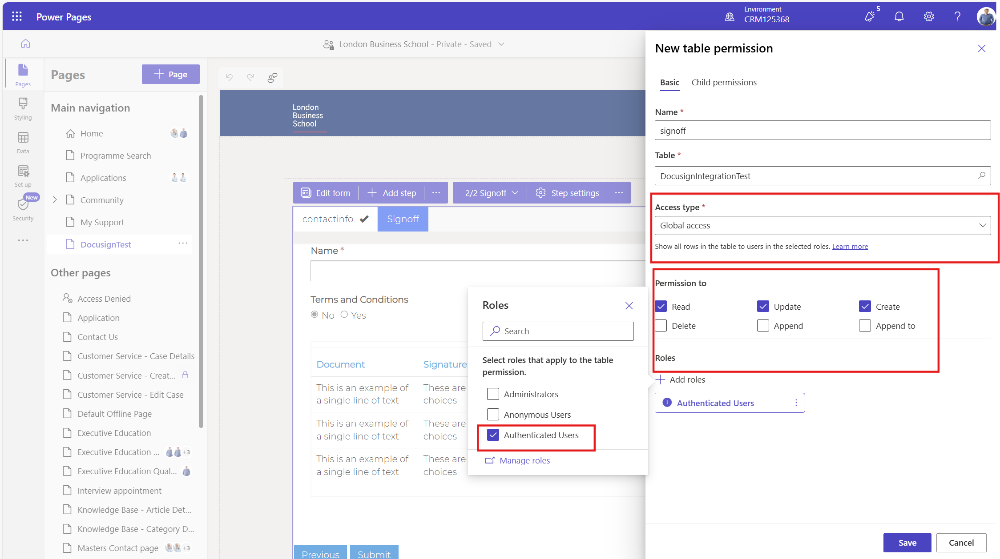 Power Pages
Environment
CRM125368
5
London Business School - Private - Saved
Pages
Styling
Data
Set up
New
Security
Pages
Page
Main navigation
Home
Programme Search
Applications
Community
My Support
DocusignTest
Other pages
Access Denied
Application
Contact Us
Customer Service - Case Details
Customer Service - Creat...
Customer Service - Edit Case
Default Offline Page
Executive Education
Executive Education ... +3
Executive Education Qual...
Interview appointment
Knowledge Base - Article Det...
Knowledge Base - Category D...
Masters Contact page +3
London
Business
School
Edit form
Add step
2/2 Signoff
Step settings
contactinfo
Signoff
Name *
Terms and Conditions
No Yes
Document Signature
This is an example of These are
a single line of text choices
This is an example of These are
a single line of text choices
This is an example of These are
a single line of text choices
Previous Submit
Roles
Search
Select roles that apply to the table
permission.
Administrators
Anonymous Users
Authenticated Users
Manage roles
New table permission
Basic Child permissions
Name *
signoff
Table *
DocusignIntegrationTest
Access type *
Global access
Show all rows in the table to users in the selected roles. Learn more
Permission to
Read Update Create
Delete Append Append to
Roles
Add roles
Authenticated Users
Save Cancel